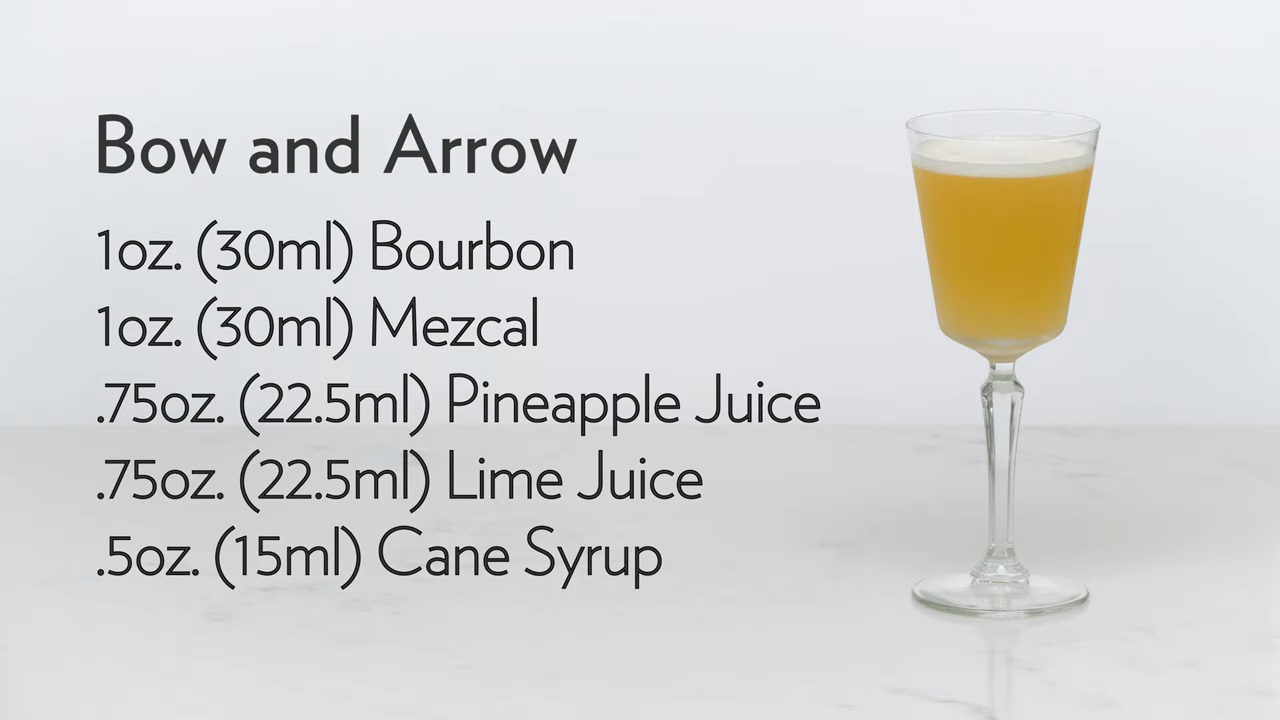 Bow and Arrow
1oz. (30ml) Bourbon
1oz. (30ml) Mezcal
.75oz. (22.5ml) Pineapple Juice
.75oz. (22.5ml) Lime Juice
.5oz. (15ml) Cane Syrup